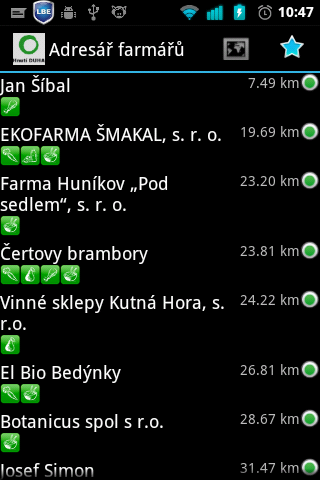 LBE
10:47
Hnutí DUHA
Adresář farmářů
Jan Šíbal
7.49 km
EKOFARMA ŠMAKAL, s. r. o.
19.69 km
Farma Huníkov „Pod
23.20 km
sedlem“, s. r. o.
Čertovy brambory
23.81 km
Vinné sklepy Kutná Hora, s.
24.22 km
r.o.
El Bio Bedýnky
26.81 km
Botanicus spol s r.o.
28.67 km
Josef Simon
31.47 km